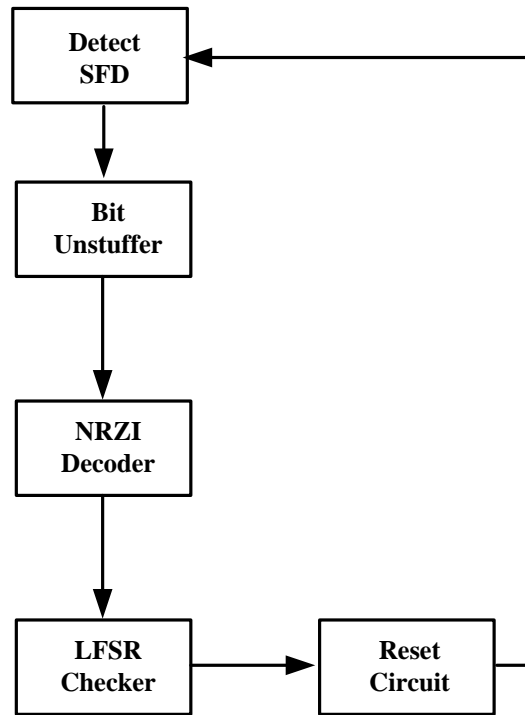 Detect
SFD
Bit
Unstuffer
NRZI
Decoder
LFSR
Checker
Reset
Circuit